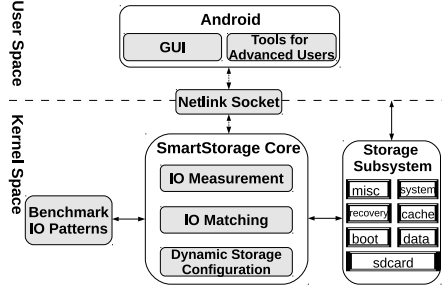 User Space
Android
GUI
Tools for
Advanced Users
Netlink Socket
Kernel Space
SmartStorage Core
IO Measurement
IO Matching
Dynamic Storage
Configuration
Benchmark
IO Patterns
Storage
Subsystem
misc
system
recovery
cache
boot
data
sdcard